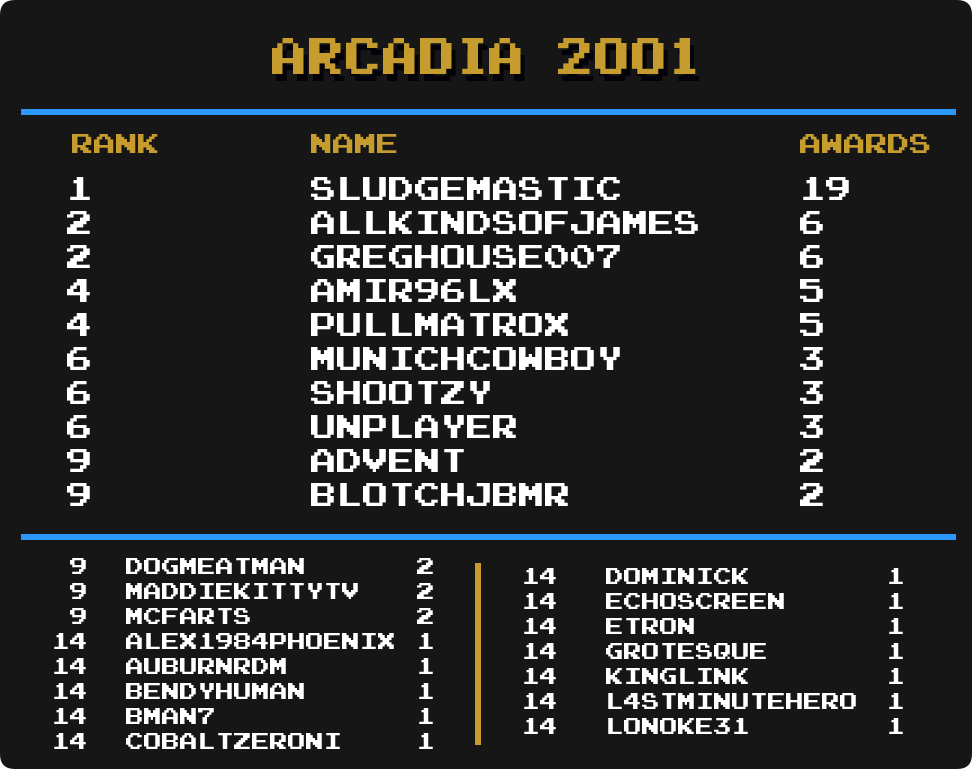 ARCADIA 2001
RANK NAME AWARDS
1 SLUDGEMASTIC 19
2 ALLKINDSOFJAMES 6
2 GREGHOUSE007 6
4 AMIR96LX 5
4 PULLMATROX 5
6 MUNICHCOWBOY 3
6 SHOOTZY 3
6 UNPLAYER 3
9 ADVENT 2
9 BLOTCHJBMR 2
9 DOGMEATMAN 2
9 MADDIEKITTYTV 2
9 MCFARTS 2
14 ALEX1984PHOENIX 1
14 AUBURNRDM 1
14 BENDYHUMAN 1
14 BMAN7 1
14 COBALTZERONI 1
14 DOMINICK 1
14 ECHOSCREEN 1
14 ETRON 1
14 GROTESQUE 1
14 KINGLINK 1
14 L4STMINUTEHERO 1
14 LONOKE31 1